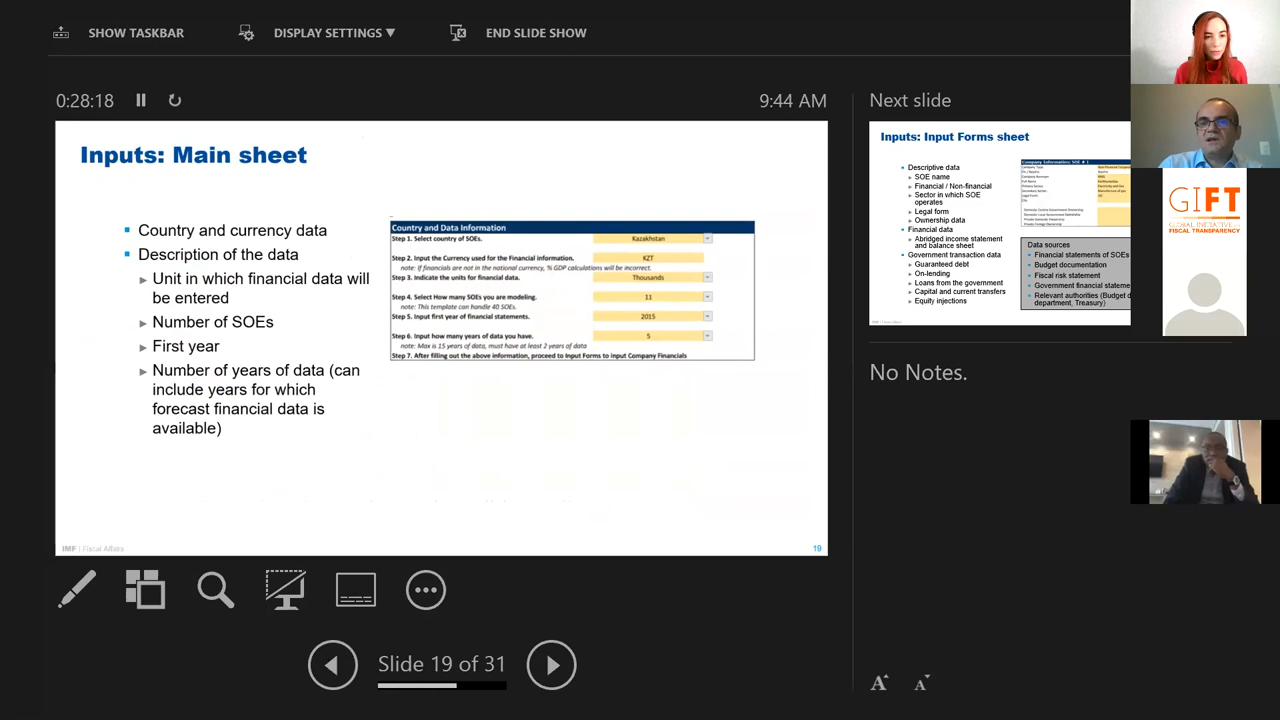 SHOW TASKBAR
DISPLAY SETTINGS ▼
END SLIDE SHOW
0:28:18
9:44 AM
Inputs: Main sheet
Country and currency data
Description of the data
Unit in which financial data will
be entered
Number of SOEs
First year
Number of years of data (can
include years for which
forecast financial data is
available)
Country and Data Information
Step 1. Select country of SOEs.
Kazakhstan
Step 2. Input the Currency used for the Financial information.
KZT
note: If financials are not in the national currency, % GDP calculations will be incorrect.
Step 3. Indicate the units for financial data.
Thousands
Step 4. Select How many SOEs you are modeling.
11
note: This template can handle 40 SOEs.
Step 5. Input first year of financial statements.
2015
Step 6. Input how many years of data you have.
5
note: Max is 15 years of data, must have at least 2 years of data
Step 7. After filling out the above information, proceed to Input Forms to input Company Financials
IMF | Fiscal Affairs
19
Slide 19 of 31
Next slide
Inputs: Input Forms sheet
Descriptive data
SOE name
Financial / Non-financial
Sector in which SOE
operates
Legal form
Ownership data
Financial data
Abridged income statement
and balance sheet
Government transaction data
Guaranteed debt
On-lending
Loans from the government
Capital and current transfers
Equity injections
Company Information: SOE # 1
Data sources
Financial statements of SOEs
Budget documentation
Fiscal risk statement
Government financial stateme
Relevant authorities (Budget d
department, Treasury)
No Notes.
A A
GIFT
GLOBAL INITIATIVE for
FISCAL TRANSPARENCY